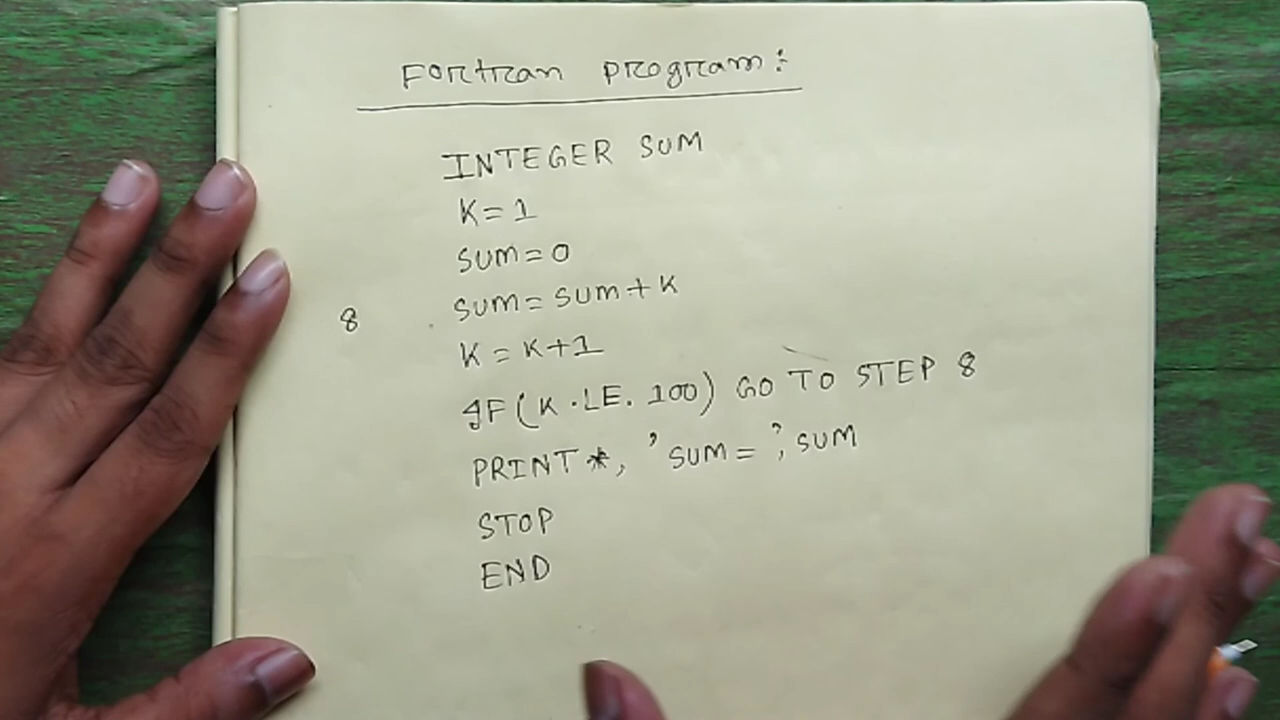 Fortran program:
INTEGER SUM
K=1
SUM=0
8 SUM=SUM+K
K=K+1
IF(K.LE.100) GO TO STEP 8
PRINT*, 'SUM=', SUM
STOP
END